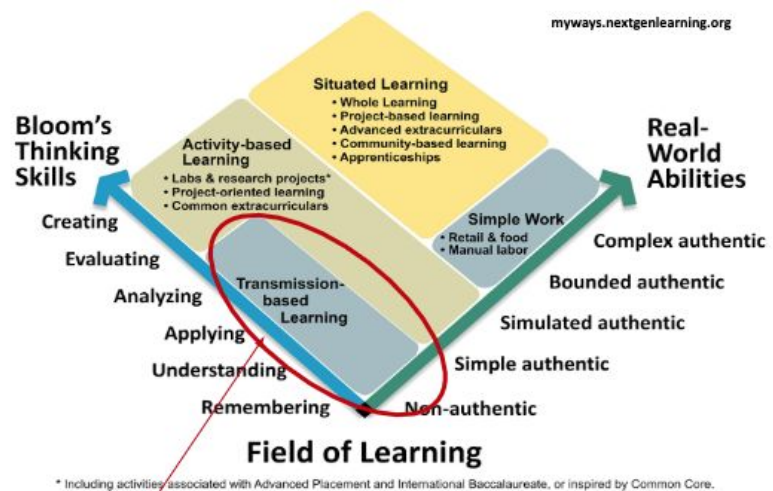 myways.nextgenlearning.org
Situated Learning
• Whole Learning
• Project-based learning
• Advanced extracurriculars
• Community-based learning
• Apprenticeships
Bloom's
Thinking
Skills
Activity-based
Learning
• Labs & research projects*
• Project-oriented learning
• Common extracurriculars
Real-
World
Abilities
Simple Work
• Retail & food
• Manual labor
Transmission-
based
Learning
Creating
Evaluating
Analyzing
Applying
Understanding
Remembering
Complex authentic
Bounded authentic
Simulated authentic
Simple authentic
Non-authentic
Field of Learning
* Including activities associated with Advanced Placement and International Baccalaureate, or inspired by Common Core.